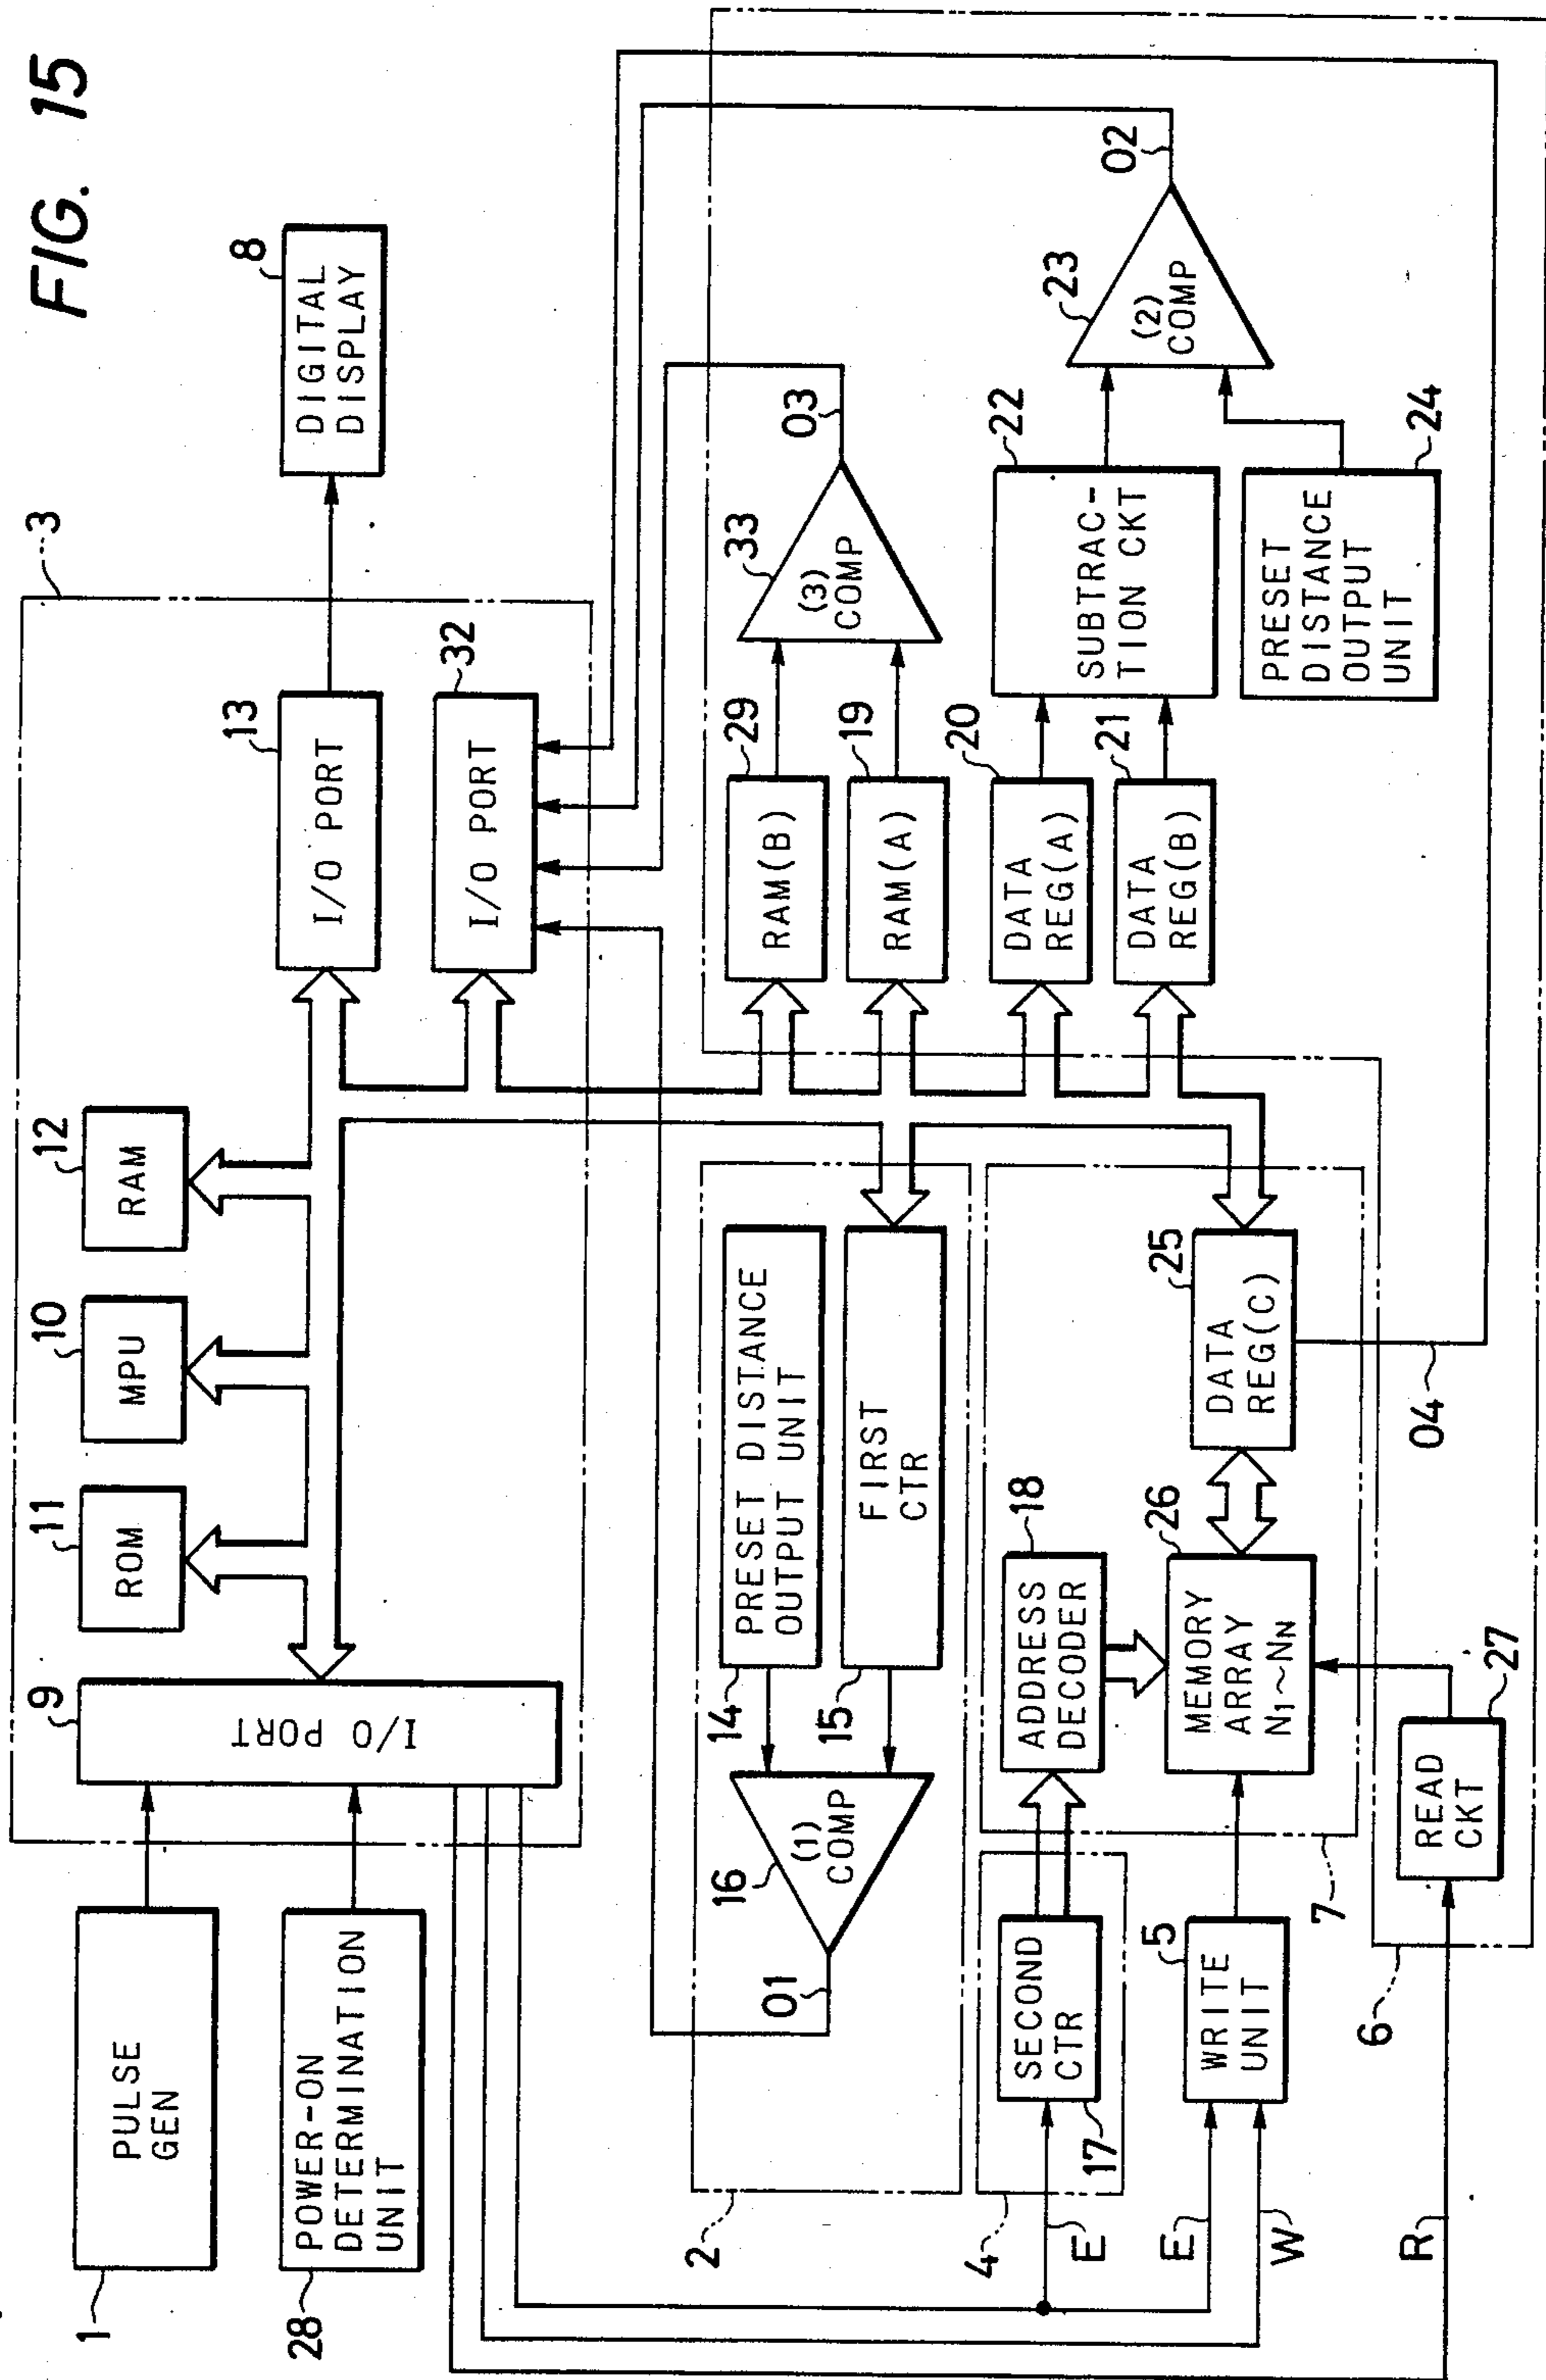 FIG. 15
1
PULSE
GEN
28
POWER-ON
DETERMINATION
UNIT
3
9
I/O PORT
11
ROM
10
MPU
12
RAM
13
I/O PORT
32
I/O PORT
8
DIGITAL
DISPLAY
2
14
PRESET DISTANCE
OUTPUT UNIT
15
FIRST
CTR
16
(1)
COMP
01
29
RAM(B)
19
RAM(A)
33
(3)
COMP
03
20
DATA
REG(A)
21
DATA
REG(B)
22
SUBTRAC-
TION CKT
24
PRESET
DISTANCE
OUTPUT
UNIT
23
(2)
COMP
02
4
17
SECOND
CTR
E
5
WRITE
UNIT
E
W
7
18
ADDRESS
DECODER
26
MEMORY
ARRAY
N1~NN
25
DATA
REG(C)
04
6
27
READ
CKT
R